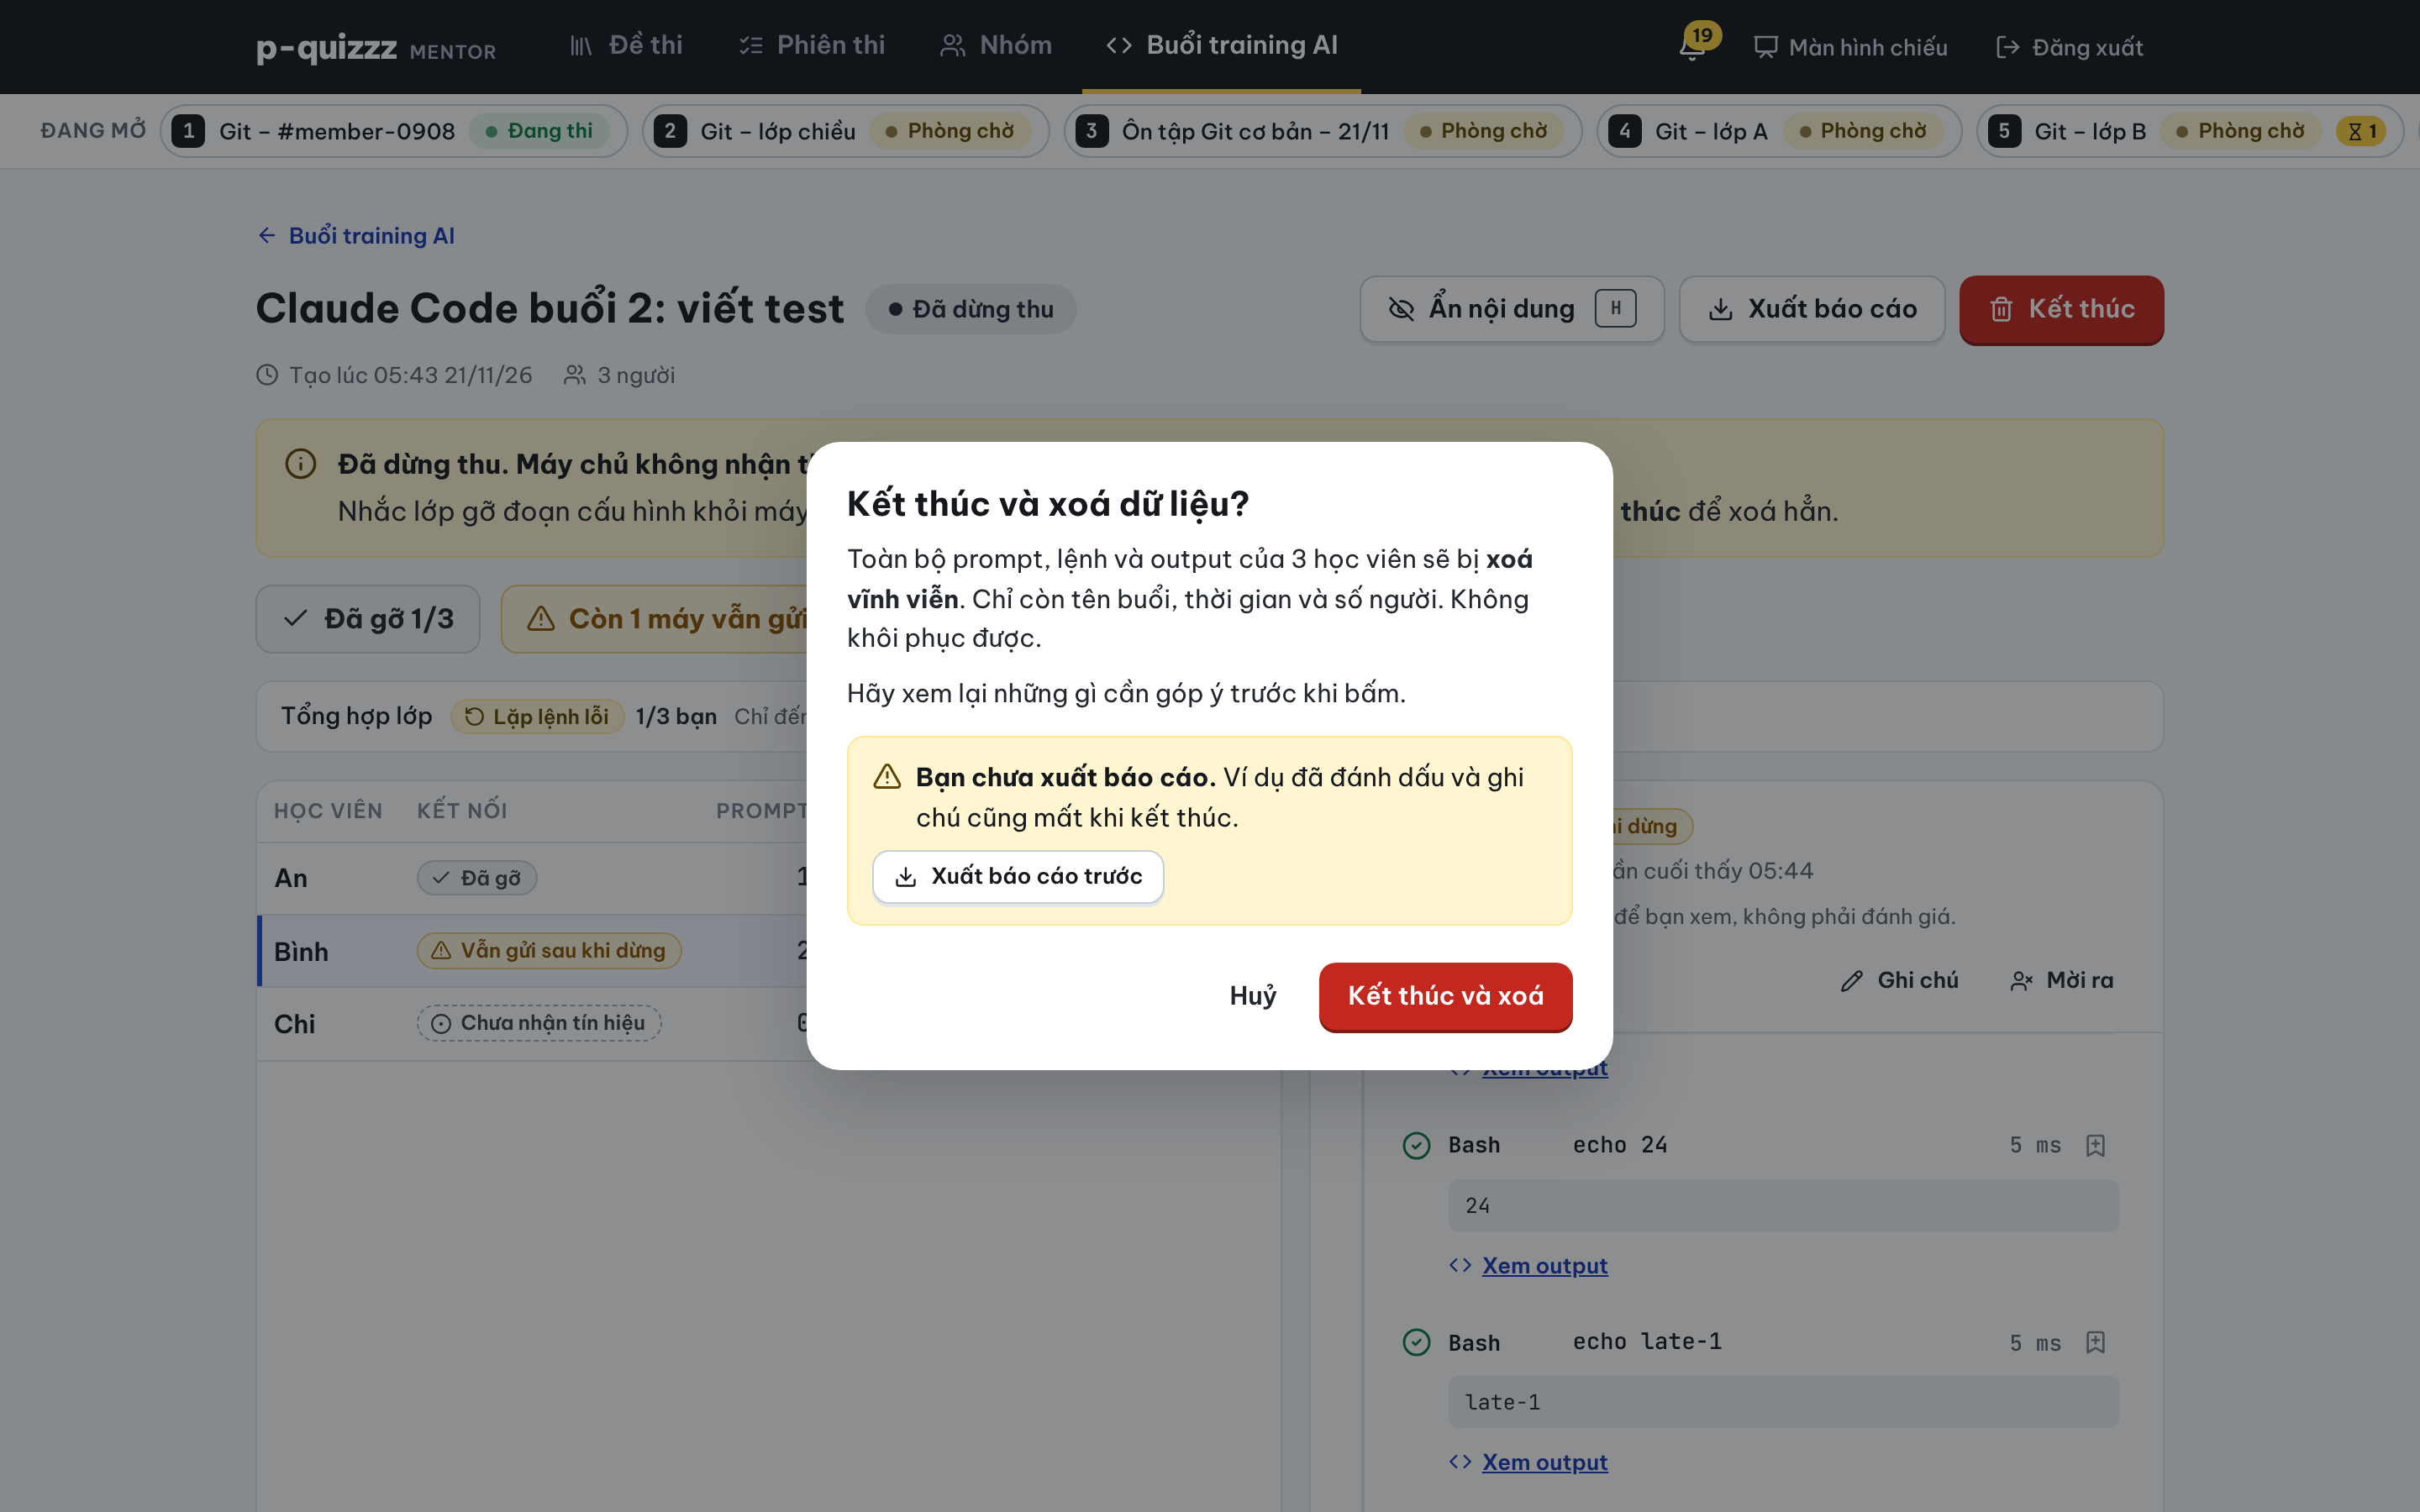 p-quizzz MENTOR
Đề thi
Phiên thi
Nhóm
Buổi training AI
19
Màn hình chiếu
Đăng xuất
ĐANG MỞ
1 Git – #member-0908 Đang thi
2 Git – lớp chiều Phòng chờ
3 Ôn tập Git cơ bản – 21/11 Phòng chờ
4 Git – lớp A Phòng chờ
5 Git – lớp B Phòng chờ 1
Buổi training AI
Claude Code buổi 2: viết test
Đã dừng thu
Ẩn nội dung H
Xuất báo cáo
Kết thúc
Tạo lúc 05:43 21/11/26
3 người
Đã dừng thu. Máy chủ không nhận
Nhắc lớp gỡ đoạn cấu hình khỏi máy
thúc để xoá hẳn.
Đã gỡ 1/3
Còn 1 máy vẫn gửi
Tổng hợp lớp
Lặp lệnh lỗi
1/3 bạn
Chỉ
HỌC VIÊN
KẾT NỐI
PROMPT
An
Đã gỡ
1
Bình
Vẫn gửi sau khi dừng
2
Chi
Chưa nhận tín hiệu
Kết thúc và xoá dữ liệu?
Toàn bộ prompt, lệnh và output của 3 học viên sẽ bị xoá
vĩnh viễn. Chỉ còn tên buổi, thời gian và số người. Không
khôi phục được.
Hãy xem lại những gì cần góp ý trước khi bấm.
Bạn chưa xuất báo cáo. Ví dụ đã đánh dấu và ghi
chú cũng mất khi kết thúc.
Xuất báo cáo trước
Huỷ
Kết thúc và xoá
dừng
cuối thấy 05:44
để bạn xem, không phải đánh giá.
Ghi chú
Mời ra
Xem output
Bash echo 24 5 ms
24
Xem output
Bash echo late-1 5 ms
late-1
Xem output